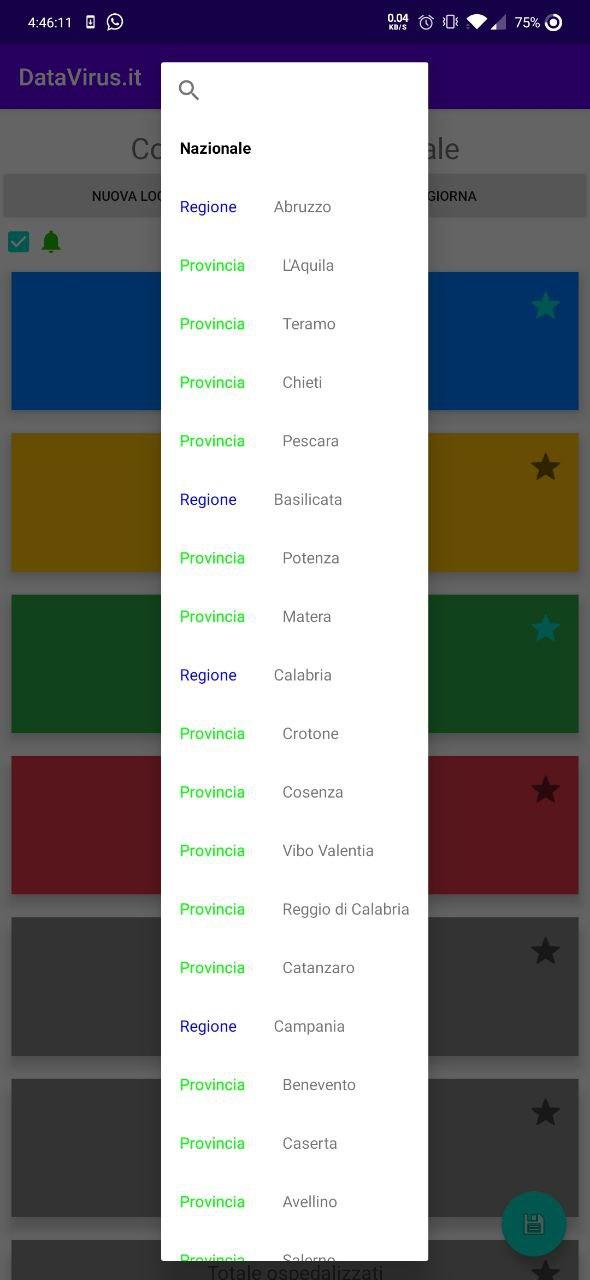 4:46:11 0.04 KB/S 75%
DataVirus.it
Co ale
NUOVA LOC GIORNA
Nazionale
Regione Abruzzo
Provincia L'Aquila
Provincia Teramo
Provincia Chieti
Provincia Pescara
Regione Basilicata
Provincia Potenza
Provincia Matera
Regione Calabria
Provincia Crotone
Provincia Cosenza
Provincia Vibo Valentia
Provincia Reggio di Calabria
Provincia Catanzaro
Regione Campania
Provincia Benevento
Provincia Caserta
Provincia Avellino
Provincia Salerno
Totale ospedalizzati